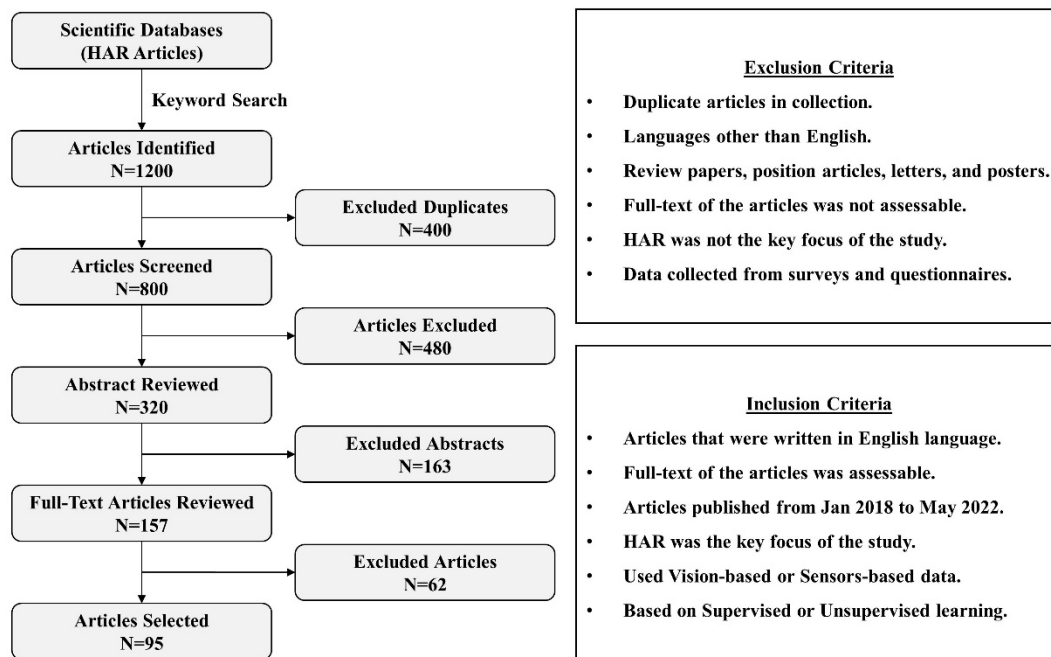 Scientific Databases
(HAR Articles)
Keyword Search
Articles Identified
N=1200
Excluded Duplicates
N=400
Articles Screened
N=800
Articles Excluded
N=480
Abstract Reviewed
N=320
Excluded Abstracts
N=163
Full-Text Articles Reviewed
N=157
Excluded Articles
N=62
Articles Selected
N=95
Exclusion Criteria
• Duplicate articles in collection.
• Languages other than English.
• Review papers, position articles, letters, and posters.
• Full-text of the articles was not assessable.
• HAR was not the key focus of the study.
• Data collected from surveys and questionnaires.
Inclusion Criteria
• Articles that were written in English language.
• Full-text of the articles was assessable.
• Articles published from Jan 2018 to May 2022.
• HAR was the key focus of the study.
• Used Vision-based or Sensors-based data.
• Based on Supervised or Unsupervised learning.